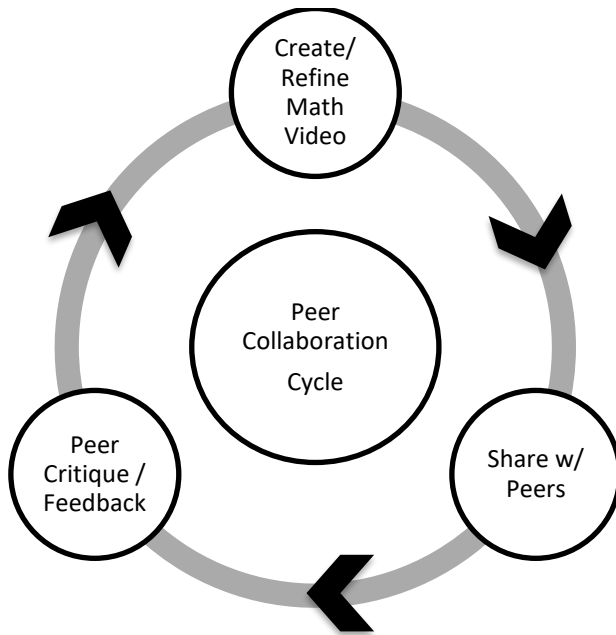 Create/
Refine
Math
Video
Peer
Collaboration
Cycle
Peer
Critique /
Feedback
Share w/
Peers